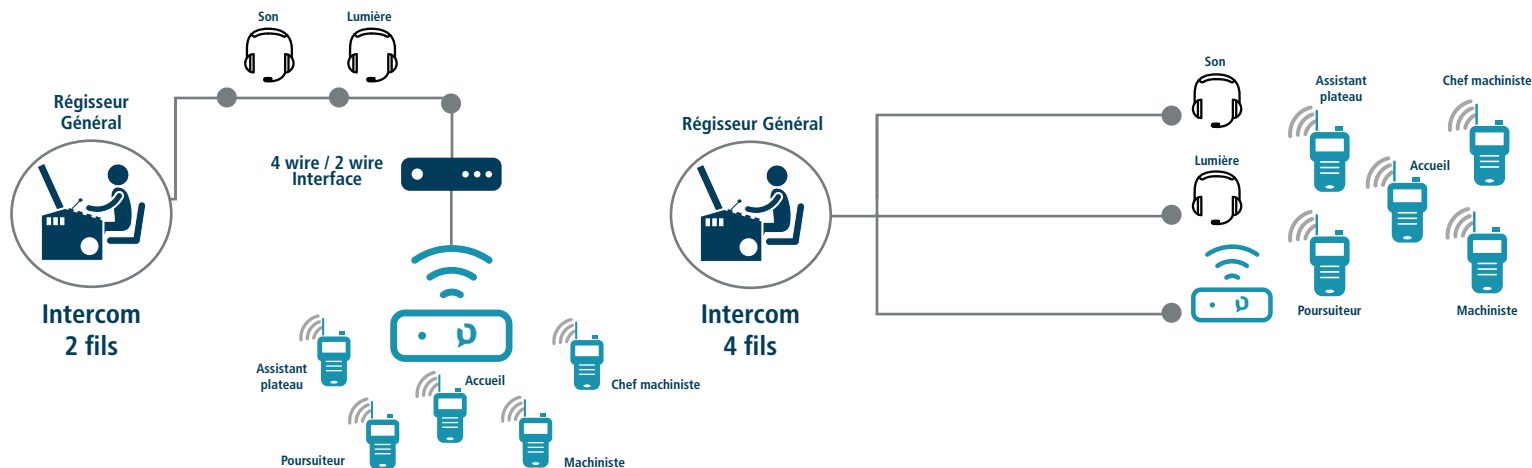 Son
Lumière
Régisseur
Général
4 wire / 2 wire
Interface
Intercom
2 fils
Assistant
plateau
Accueil
Chef machiniste
Poursuiteur
Machiniste
Régisseur Général
Intercom
4 fils
Son
Lumière
Assistant
plateau
Chef machiniste
Accueil
Poursuiteur
Machiniste